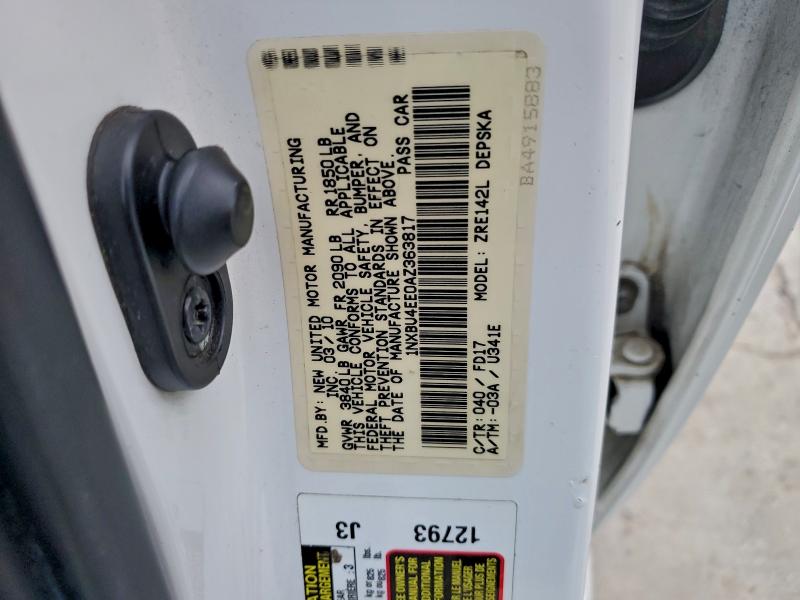 MFD.BY: NEW UNITED MOTOR MANUFACTURING
INC. 03/10
GVWR 3840 LB GAWR FR 2090 LB RR 1850 LB
THIS VEHICLE CONFORMS TO ALL APPLICABLE
FEDERAL MOTOR VEHICLE SAFETY, BUMPER, AND
THEFT PREVENTION STANDARDS IN EFFECT ON
THE DATE OF MANUFACTURE SHOWN ABOVE.
1NXBU4EE0AZ363817 PASS CAR
C/TR: 040 / FD17 MODEL: ZRE142L DEPSKA
A/TM: -03A / U341E
BA4915883
J3
12793